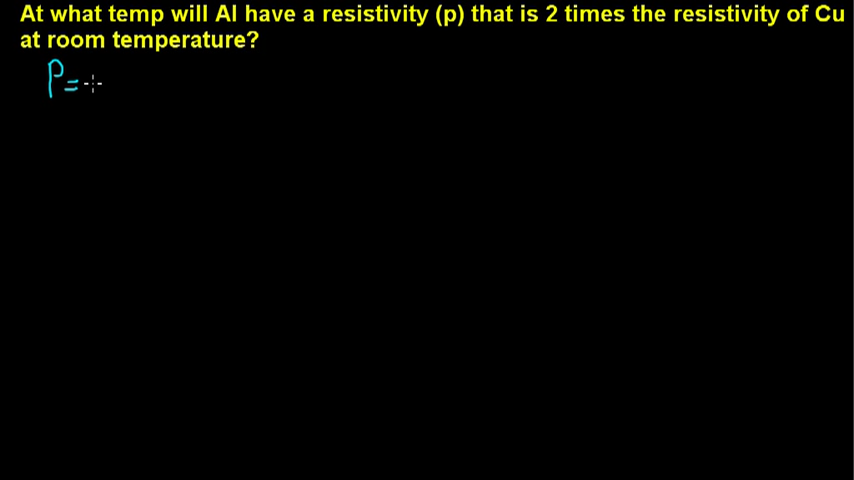 At what temp will Al have a resistivity (p) that is 2 times the resistivity of Cu
at room temperature?
P=